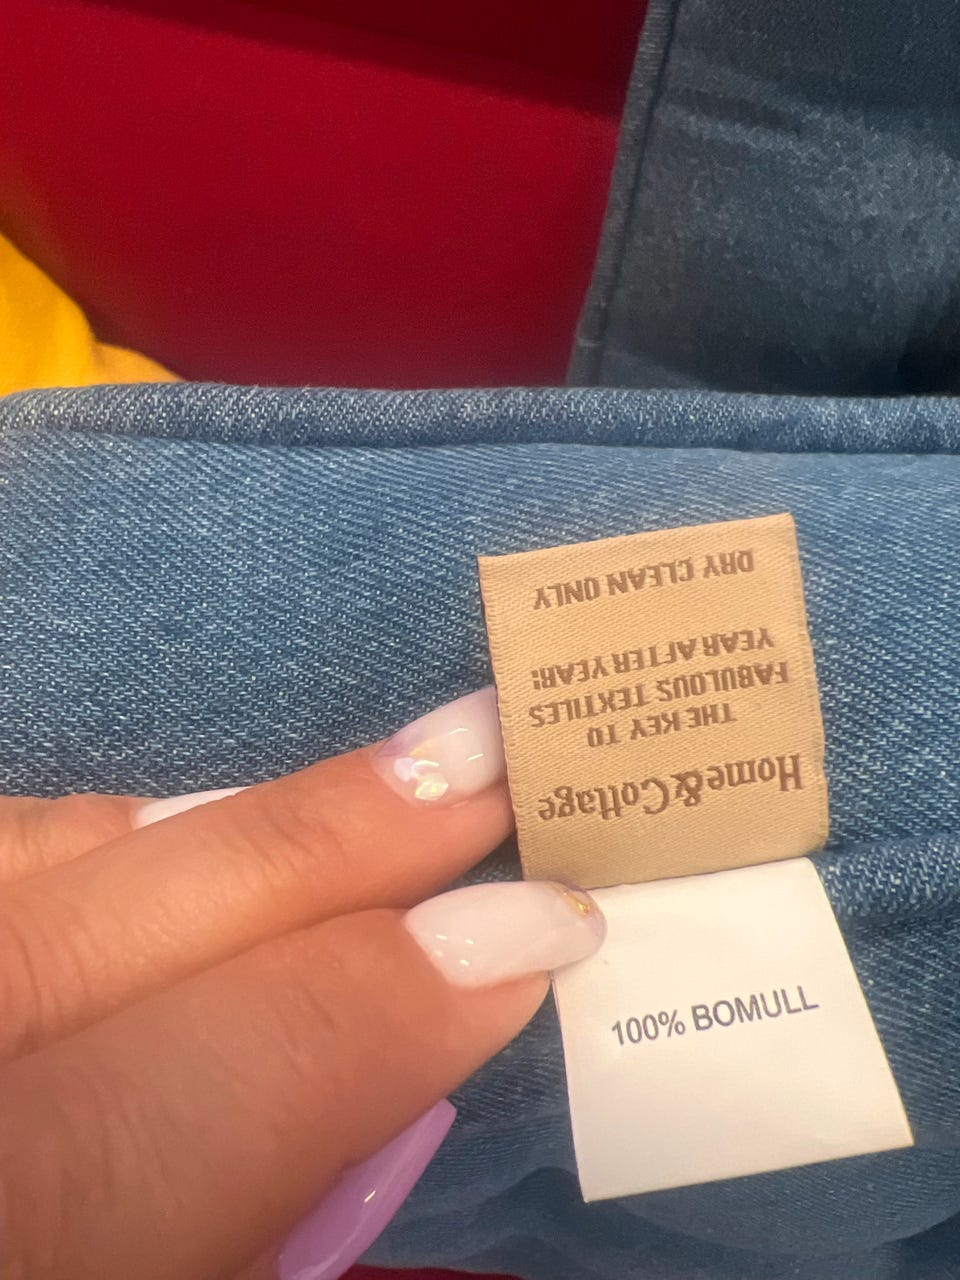 Home&Cottage
THE KEY TO
FABULOUS TEXTILES
YEAR AFTER YEAR!
DRY CLEAN ONLY
100% BOMULL